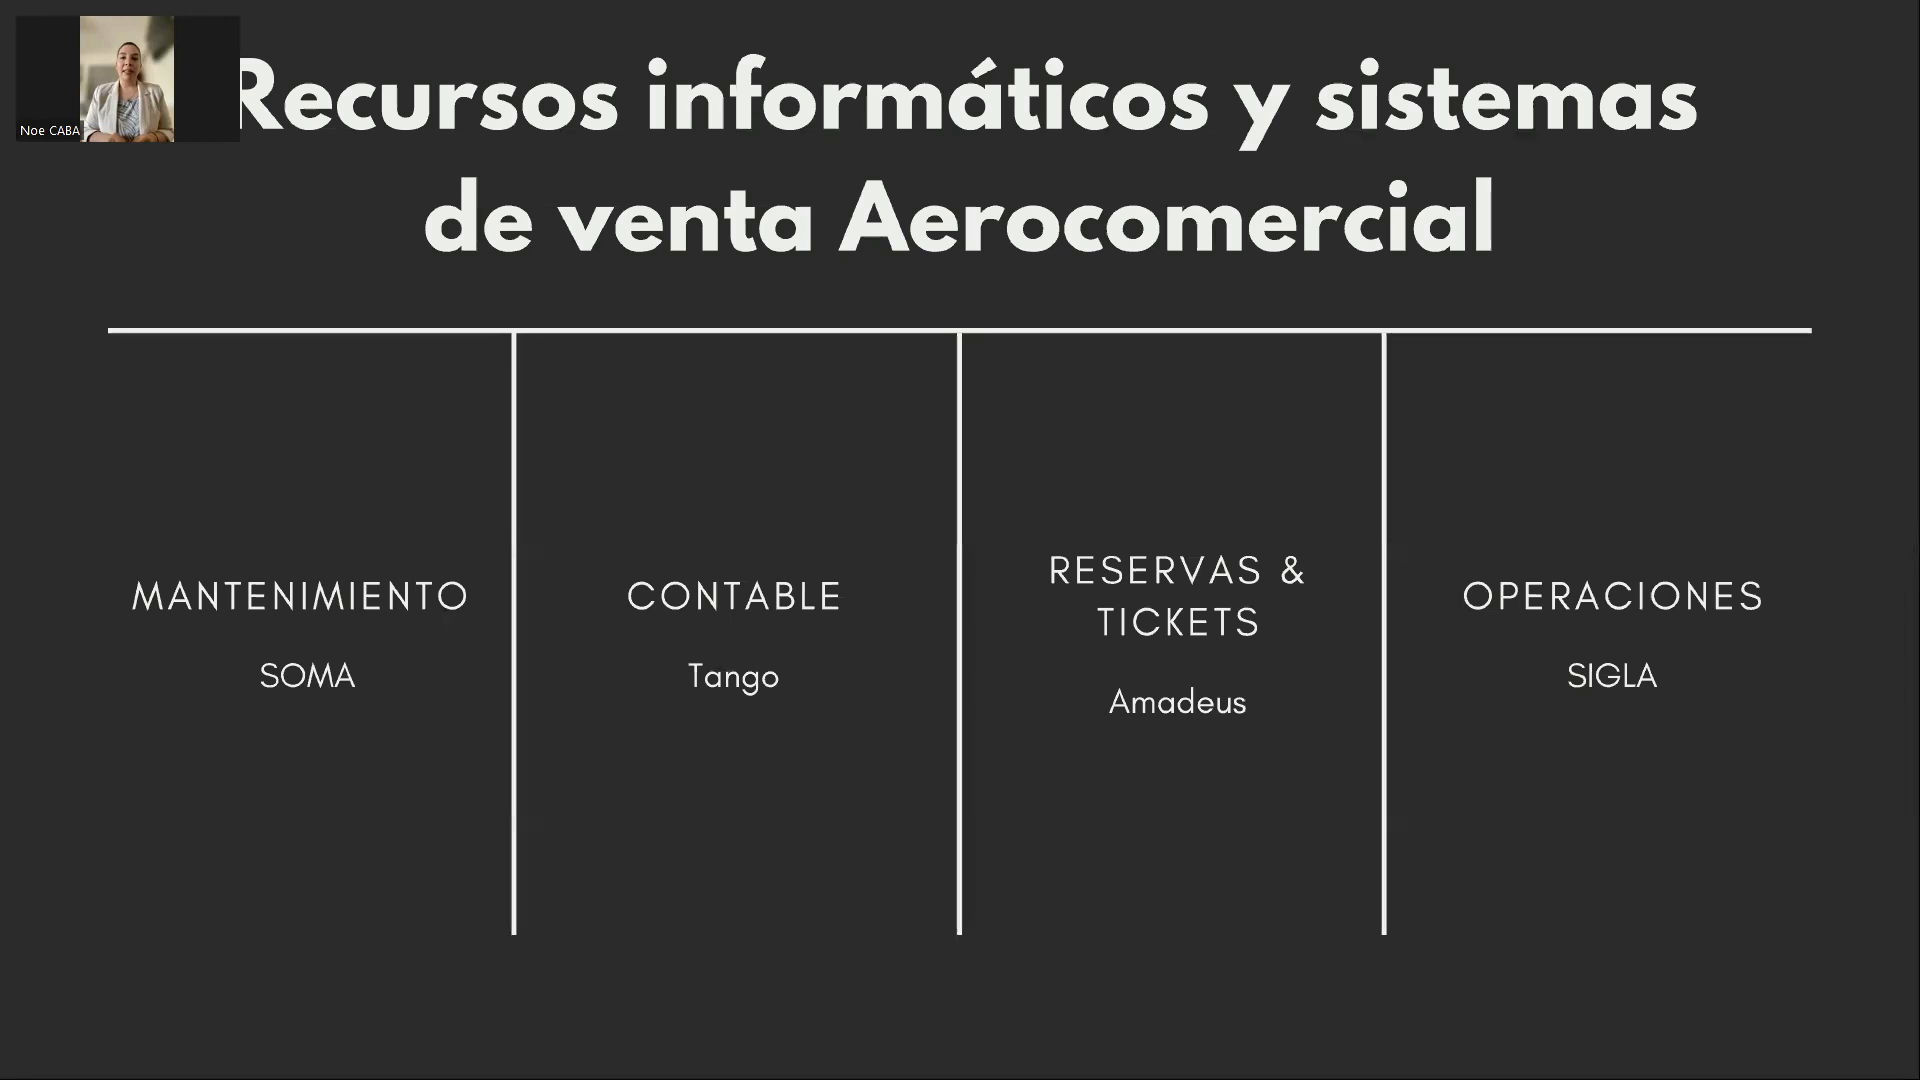 Noe CABA
Recursos informáticos y sistemas
de venta Aerocomercial
MANTENIMIENTO
SOMA
CONTABLE
Tango
RESERVAS &
TICKETS
Amadeus
OPERACIONES
SIGLA